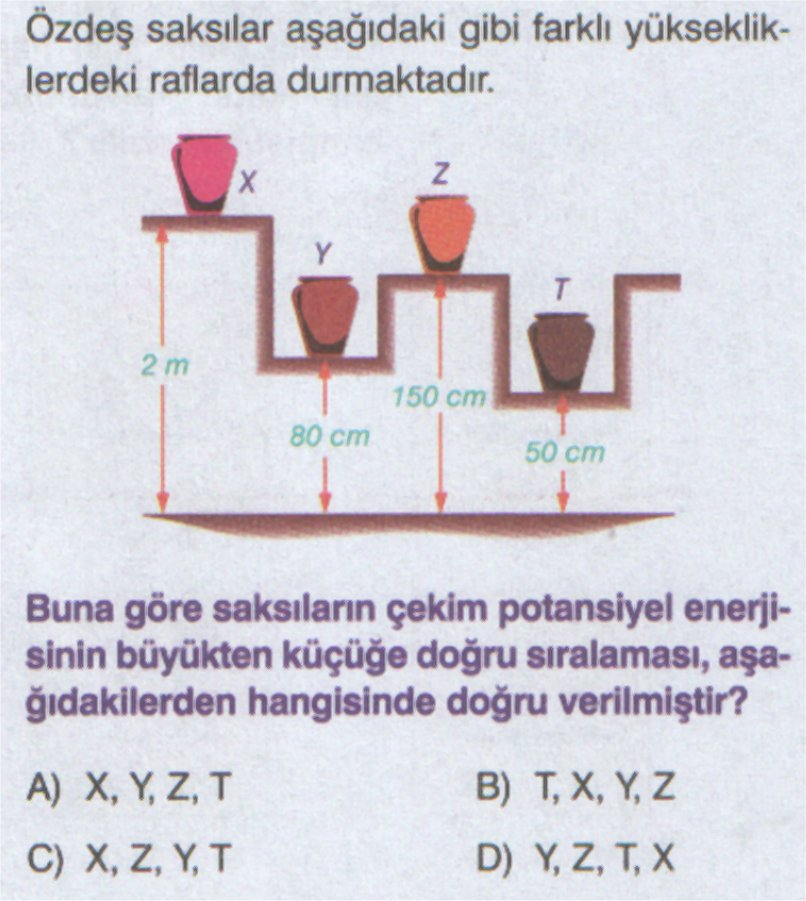 Özdeş saksılar aşağıdaki gibi farklı yükseklik-
lerdeki raflarda durmaktadır.
X
Z
Y
T
2 m
150 cm
80 cm
50 cm
Buna göre saksıların çekim potansiyel enerji-
sinin büyükten küçüğe doğru sıralaması, aşa-
ğıdakilerden hangisinde doğru verilmiştir?
A) X, Y, Z, T
B) T, X, Y, Z
C) X, Z, Y, T
D) Y, Z, T, X